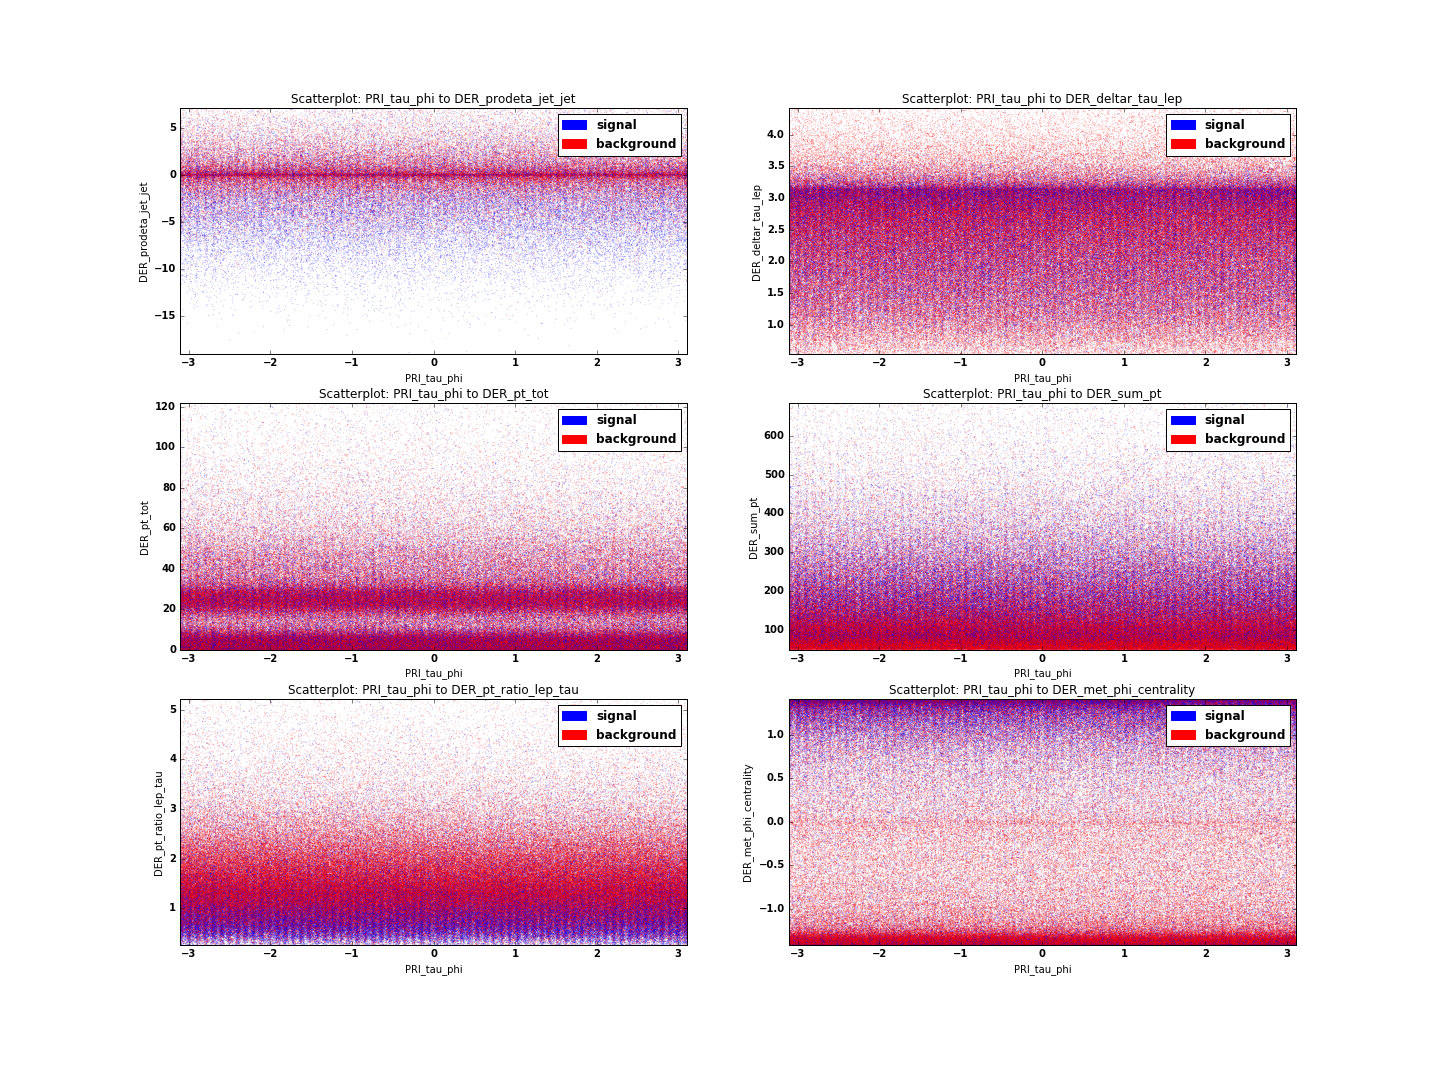 Scatterplot: PRI_tau_phi to DER_prodeta_jet_jet
signal
background
5
0
−5
−10
−15
DER_prodeta_jet_jet
−3 −2 −1 0 1 2 3
PRI_tau_phi
Scatterplot: PRI_tau_phi to DER_deltar_tau_lep
signal
background
4.0
3.5
3.0
2.5
2.0
1.5
1.0
DER_deltar_tau_lep
−3 −2 −1 0 1 2 3
PRI_tau_phi
Scatterplot: PRI_tau_phi to DER_pt_tot
signal
background
120
100
80
60
40
20
0
DER_pt_tot
−3 −2 −1 0 1 2 3
PRI_tau_phi
Scatterplot: PRI_tau_phi to DER_sum_pt
signal
background
600
500
400
300
200
100
DER_sum_pt
−3 −2 −1 0 1 2 3
PRI_tau_phi
Scatterplot: PRI_tau_phi to DER_pt_ratio_lep_tau
signal
background
5
4
3
2
1
DER_pt_ratio_lep_tau
−3 −2 −1 0 1 2 3
PRI_tau_phi
Scatterplot: PRI_tau_phi to DER_met_phi_centrality
signal
background
1.0
0.5
0.0
−0.5
−1.0
DER_met_phi_centrality
−3 −2 −1 0 1 2 3
PRI_tau_phi